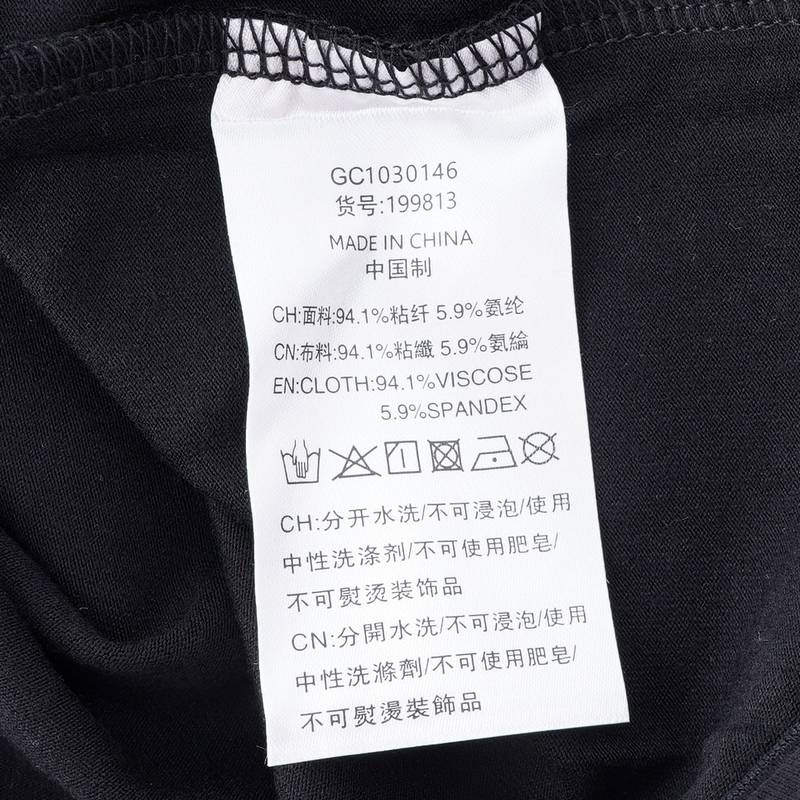 GC1030146
货号:199813
MADE IN CHINA
中国制
CH:面料:94.1%粘纤 5.9%氨纶
CN:布料:94.1%粘纖 5.9%氨綸
EN:CLOTH:94.1%VISCOSE
5.9%SPANDEX
CH:分开水洗/不可浸泡/使用
中性洗涤剂/不可使用肥皂/
不可熨烫装饰品
CN:分開水洗/不可浸泡/使用
中性洗滌劑/不可使用肥皂/
不可熨燙裝飾品